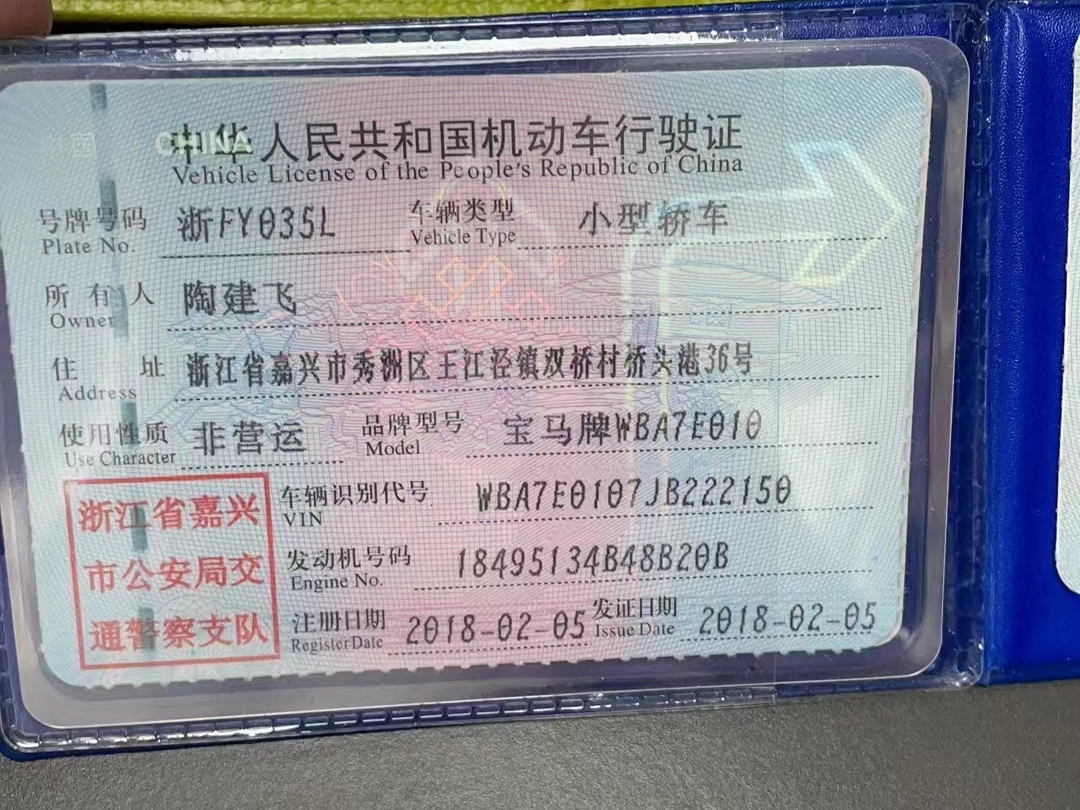 中华人民共和国机动车行驶证
Vehicle License of the People's Republic of China
号牌号码 浙FY035L 车辆类型 小型轿车
Plate No. Vehicle Type
所有人 陶建飞
Owner
住址 浙江省嘉兴市秀洲区王江泾镇双桥村桥头港36号
Address
使用性质 非营运 品牌型号 宝马牌WBA7E010
Use Character Model
浙江省嘉兴
市公安局交
通警察支队
车辆识别代号 WBA7E0107JB222150
VIN
发动机号码 18495134B48B20B
Engine No.
注册日期 2018-02-05 发证日期 2018-02-05
Register Date Issue Date
CHINA